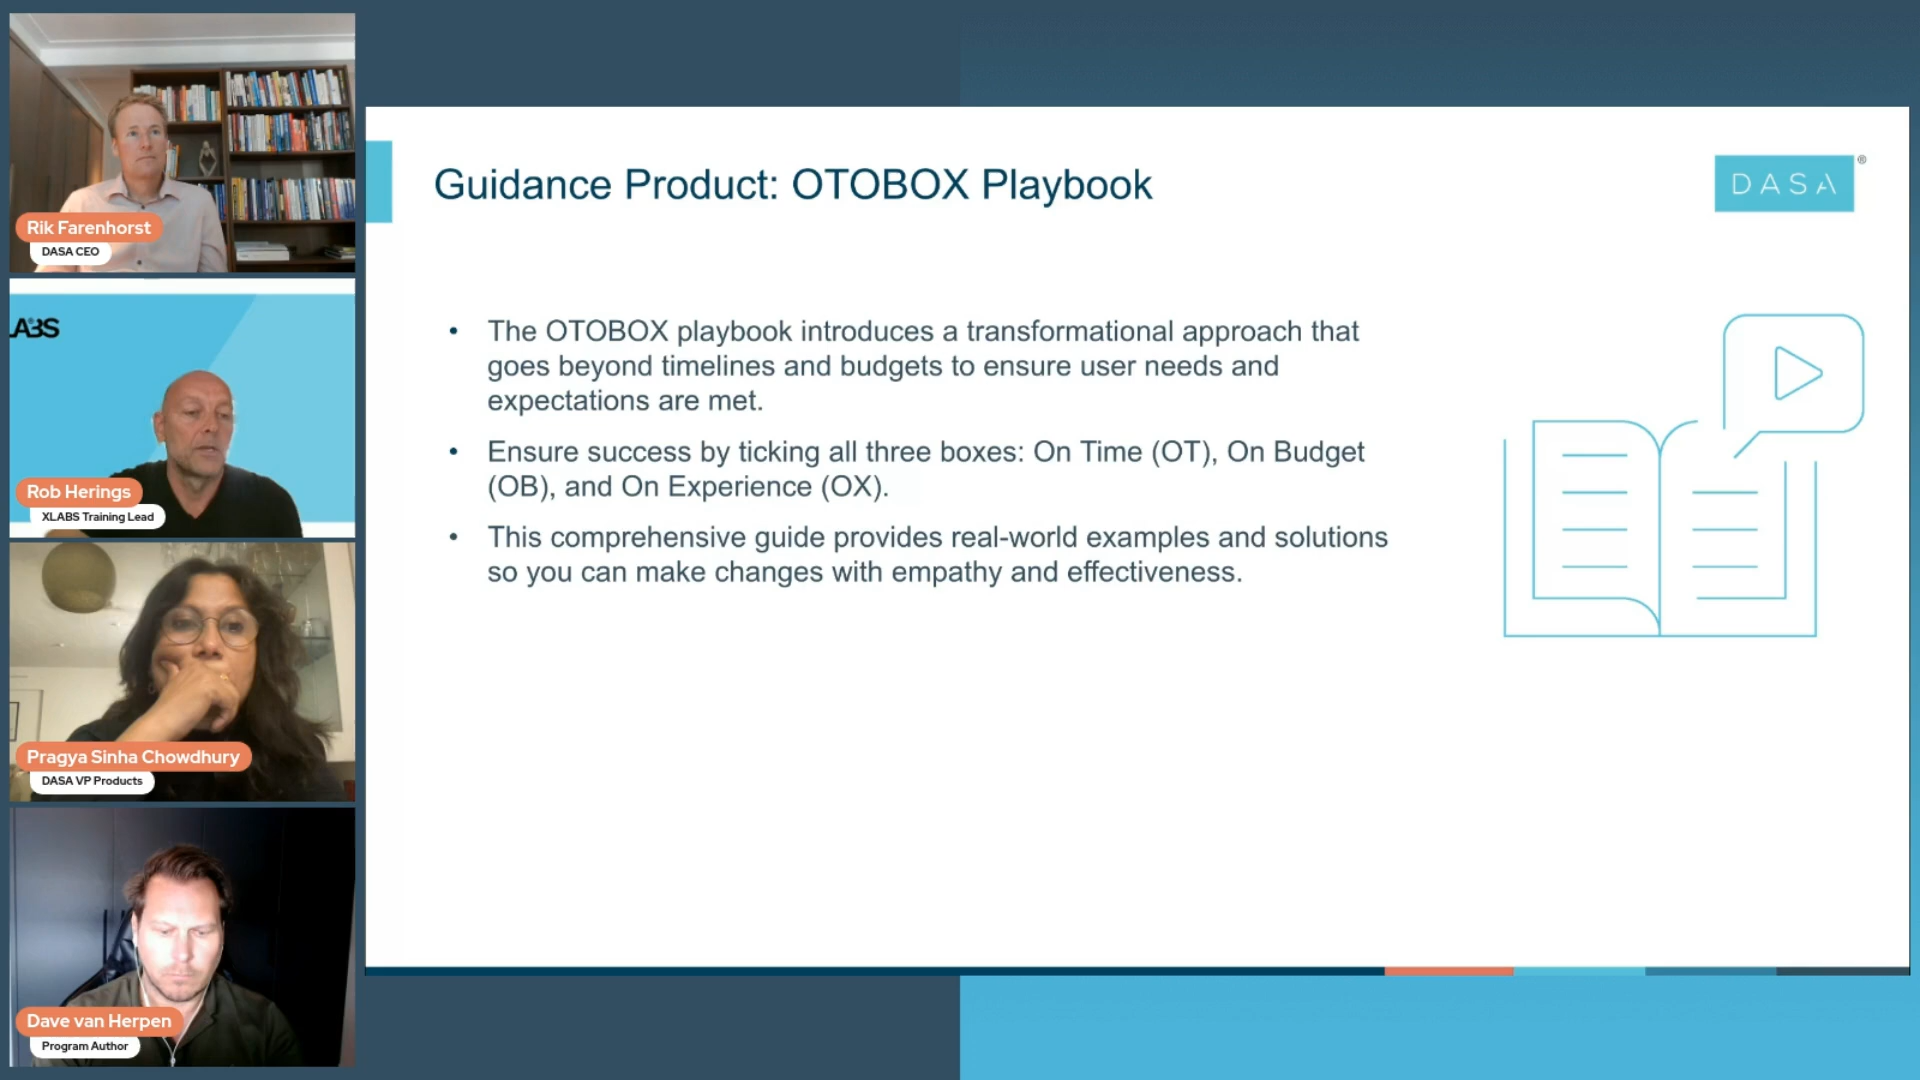 Rik Farenhorst
DASA CEO
LABS
Rob Herings
XLABS Training Lead
Pragya Sinha Chowdhury
DASA VP Products
Dave van Herpen
Program Author
Guidance Product: OTOBOX Playbook
DASA®
• The OTOBOX playbook introduces a transformational approach that
goes beyond timelines and budgets to ensure user needs and
expectations are met.
• Ensure success by ticking all three boxes: On Time (OT), On Budget
(OB), and On Experience (OX).
• This comprehensive guide provides real-world examples and solutions
so you can make changes with empathy and effectiveness.